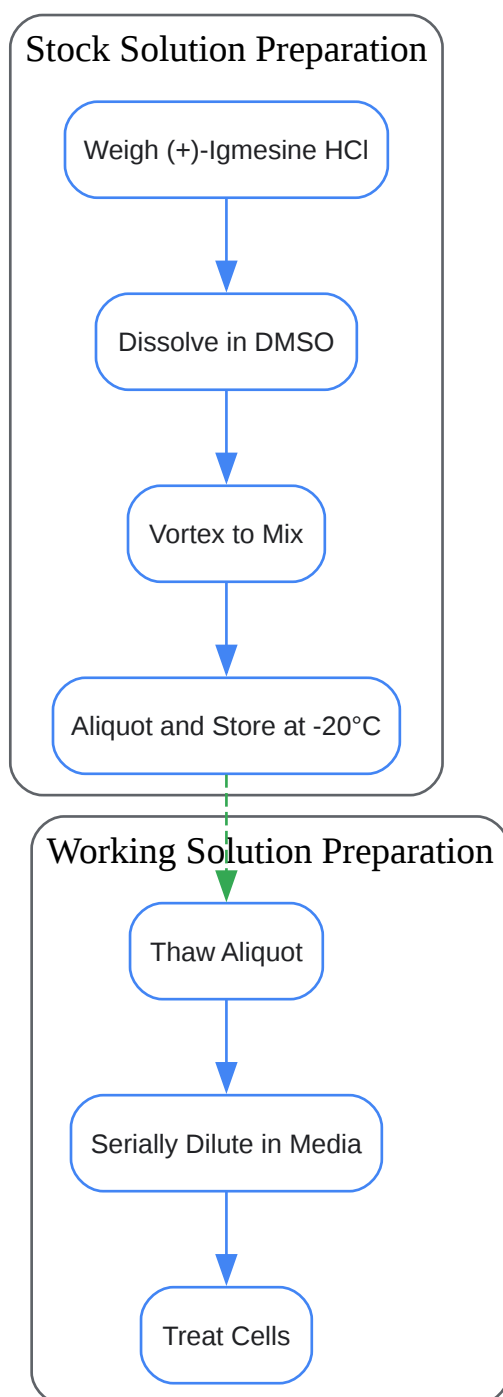 Stock Solution Preparation
Weigh (+)-Igmesine HCl
Dissolve in DMSO
Vortex to Mix
Aliquot and Store at -20°C
Working Solution Preparation
Thaw Aliquot
Serially Dilute in Media
Treat Cells